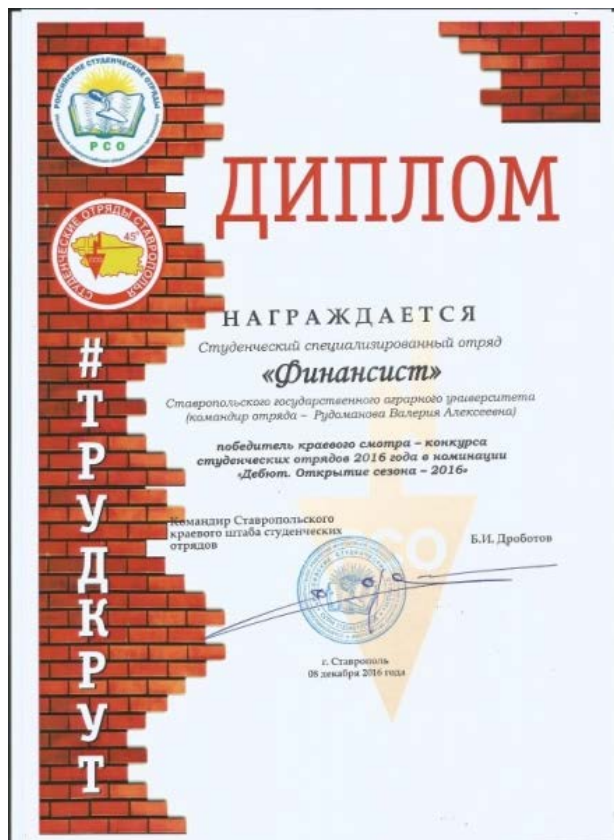 РОССИЙСКИЕ СТУДЕНЧЕСКИЕ ОТРЯДЫ
РСО
СТУДЕНЧЕСКИЕ ОТРЯДЫ СТАВРОПОЛЬЯ
45°
#ТРУДКРУТ
ДИПЛОМ
НАГРАЖДАЕТСЯ
Студенческий специализированный отряд
«Финансист»
Ставропольского государственного аграрного университета
(командир отряда – Рудоманова Валерия Алексеевна)
победитель краевого смотра – конкурса
студенческих отрядов 2016 года в номинации
«Дебют. Открытие сезона – 2016»
Командир Ставропольского
краевого штаба студенческих
отрядов
Б.И. Дроботов
г. Ставрополь
08 декабря 2016 года